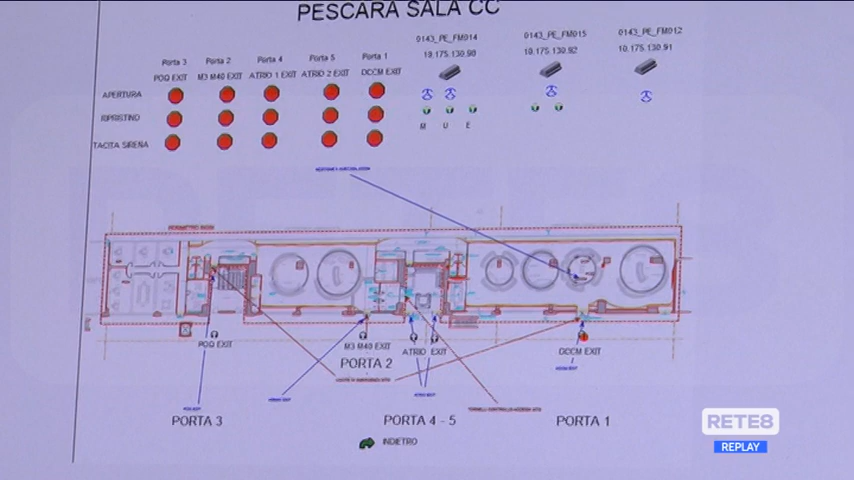 PESCARA SALA CC
0143_PE_FM014 0143_PE_FM015 0143_PE_FM012
10.175.130.90 10.175.130.92 10.175.130.91
Porta 3 Porta 2 Porta 4 Porta 5 Porta 1
PDQ EXIT M3 M40 EXIT ATRIO 1 EXIT ATRIO 2 EXIT DCCM EXIT
APERTURA
RIPRISTINO
TACITA SIRENA
M U E
PDQ EXIT M3 M40 EXIT ATRIO EXIT DCCM EXIT
PORTA 2
PORTA 3 PORTA 4 - 5 PORTA 1
INDIETRO
RETE8
REPLAY